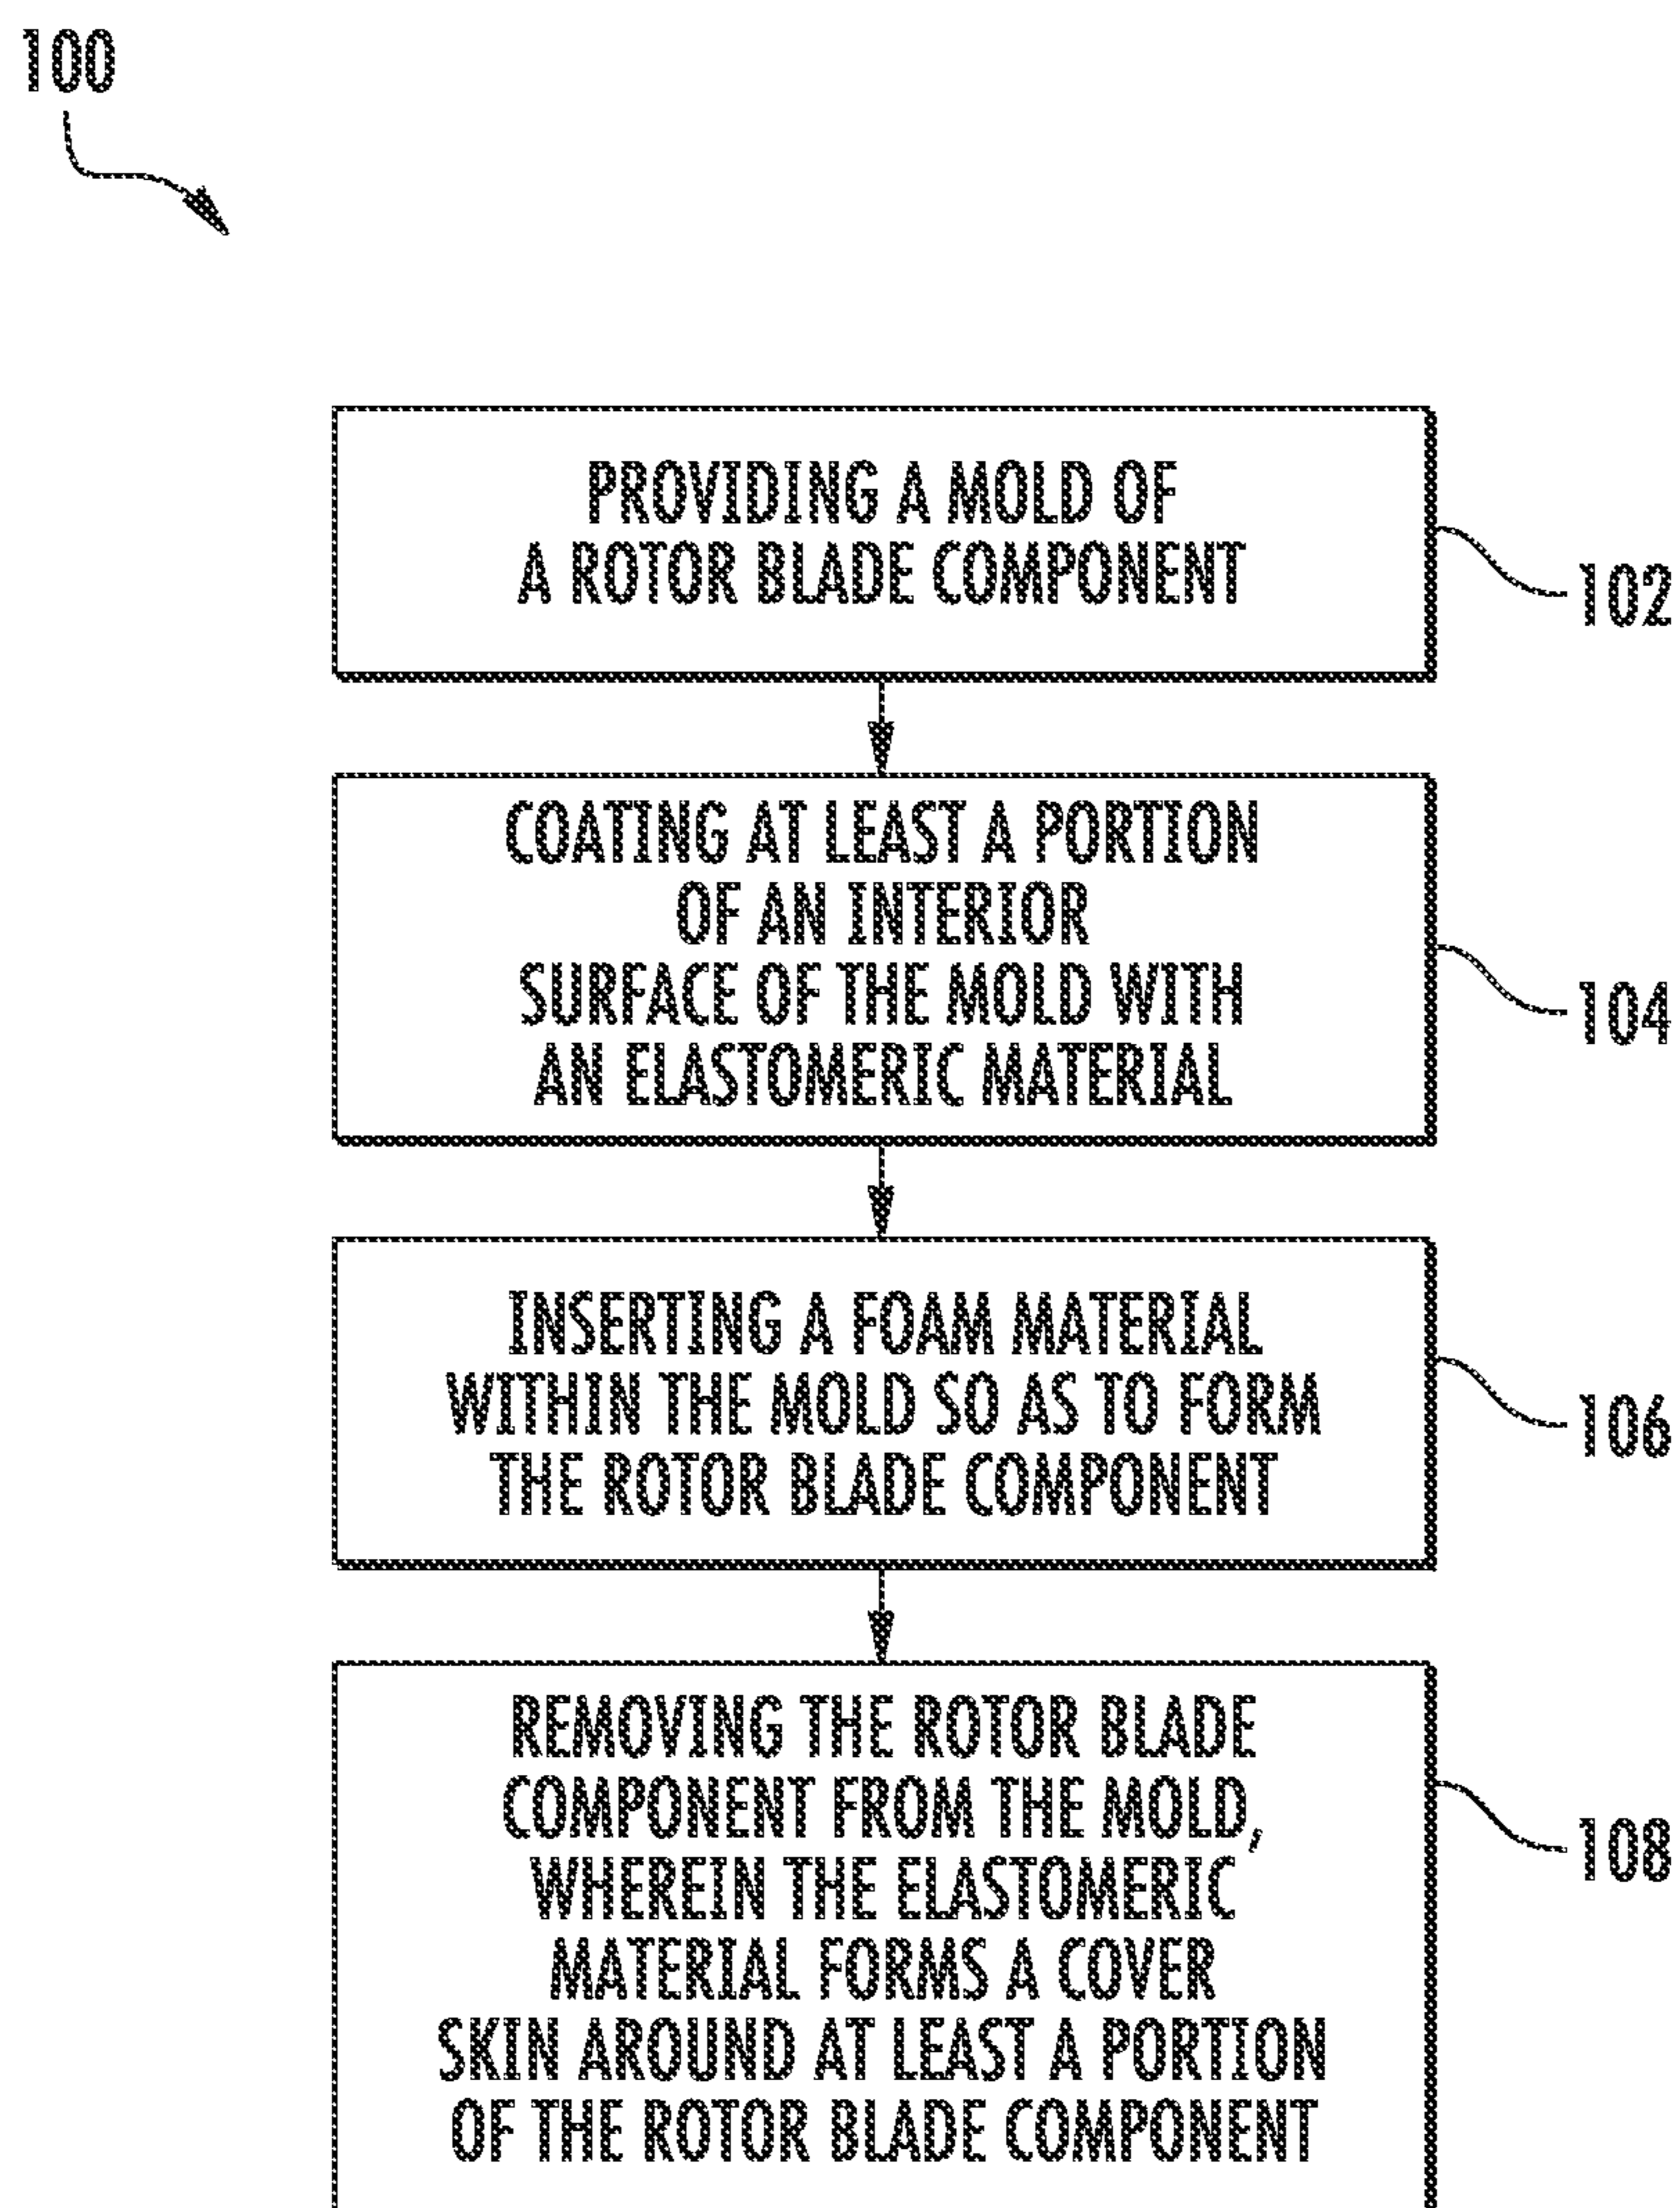 100
PROVIDING A MOLD OF
A ROTOR BLADE COMPONENT
102
COATING AT LEAST A PORTION
OF AN INTERIOR
SURFACE OF THE MOLD WITH
AN ELASTOMERIC MATERIAL
104
INSERTING A FOAM MATERIAL
WITHIN THE MOLD SO AS TO FORM
THE ROTOR BLADE COMPONENT
106
REMOVING THE ROTOR BLADE
COMPONENT FROM THE MOLD,
WHEREIN THE ELASTOMERIC
MATERIAL FORMS A COVER
SKIN AROUND AT LEAST A PORTION
OF THE ROTOR BLADE COMPONENT
108